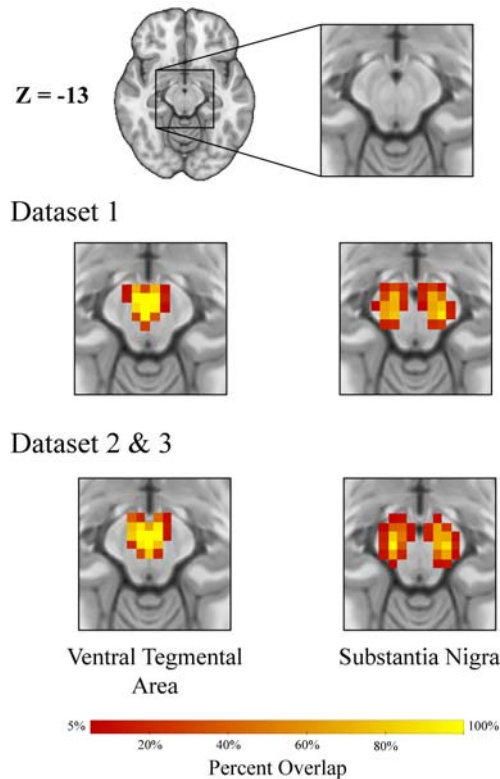 Z = -13
Dataset 1
Dataset 2 & 3
Ventral Tegmental
Area
Substantia Nigra
5%
100%
20%
40%
60%
80%
Percent Overlap